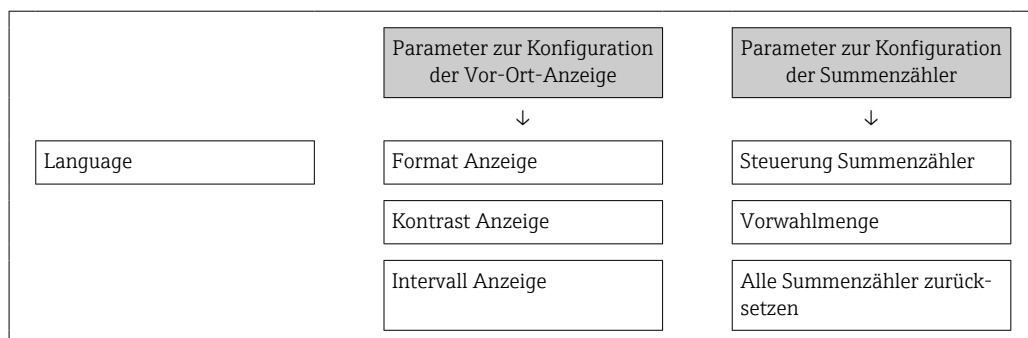 Parameter zur Konfiguration
der Vor-Ort-Anzeige
Parameter zur Konfiguration
der Summenzähler
↓
↓
Language
Format Anzeige
Steuerung Summenzähler
Kontrast Anzeige
Vorwahlmenge
Intervall Anzeige
Alle Summenzähler zurück-
setzen